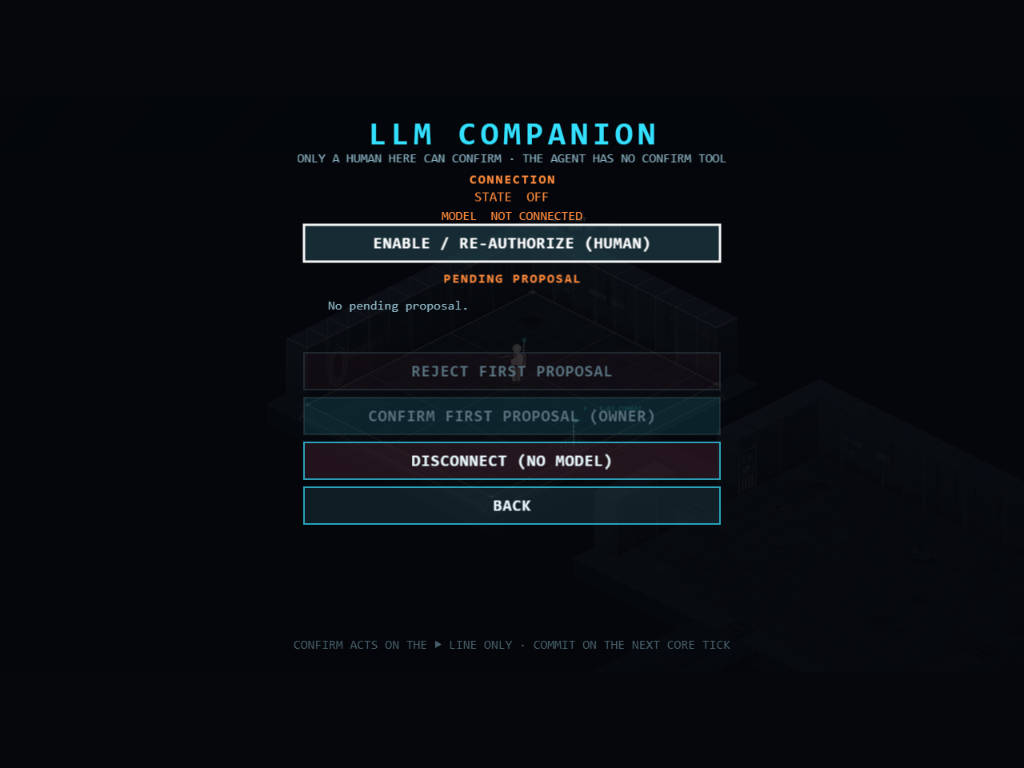 LLM COMPANION
ONLY A HUMAN HERE CAN CONFIRM · THE AGENT HAS NO CONFIRM TOOL
CONNECTION
STATE  OFF
MODEL  NOT CONNECTED
ENABLE / RE-AUTHORIZE (HUMAN)
PENDING PROPOSAL
No pending proposal.
REJECT FIRST PROPOSAL
CONFIRM FIRST PROPOSAL (OWNER)
DISCONNECT (NO MODEL)
BACK
CONFIRM ACTS ON THE ▶ LINE ONLY · COMMIT ON THE NEXT CORE TICK